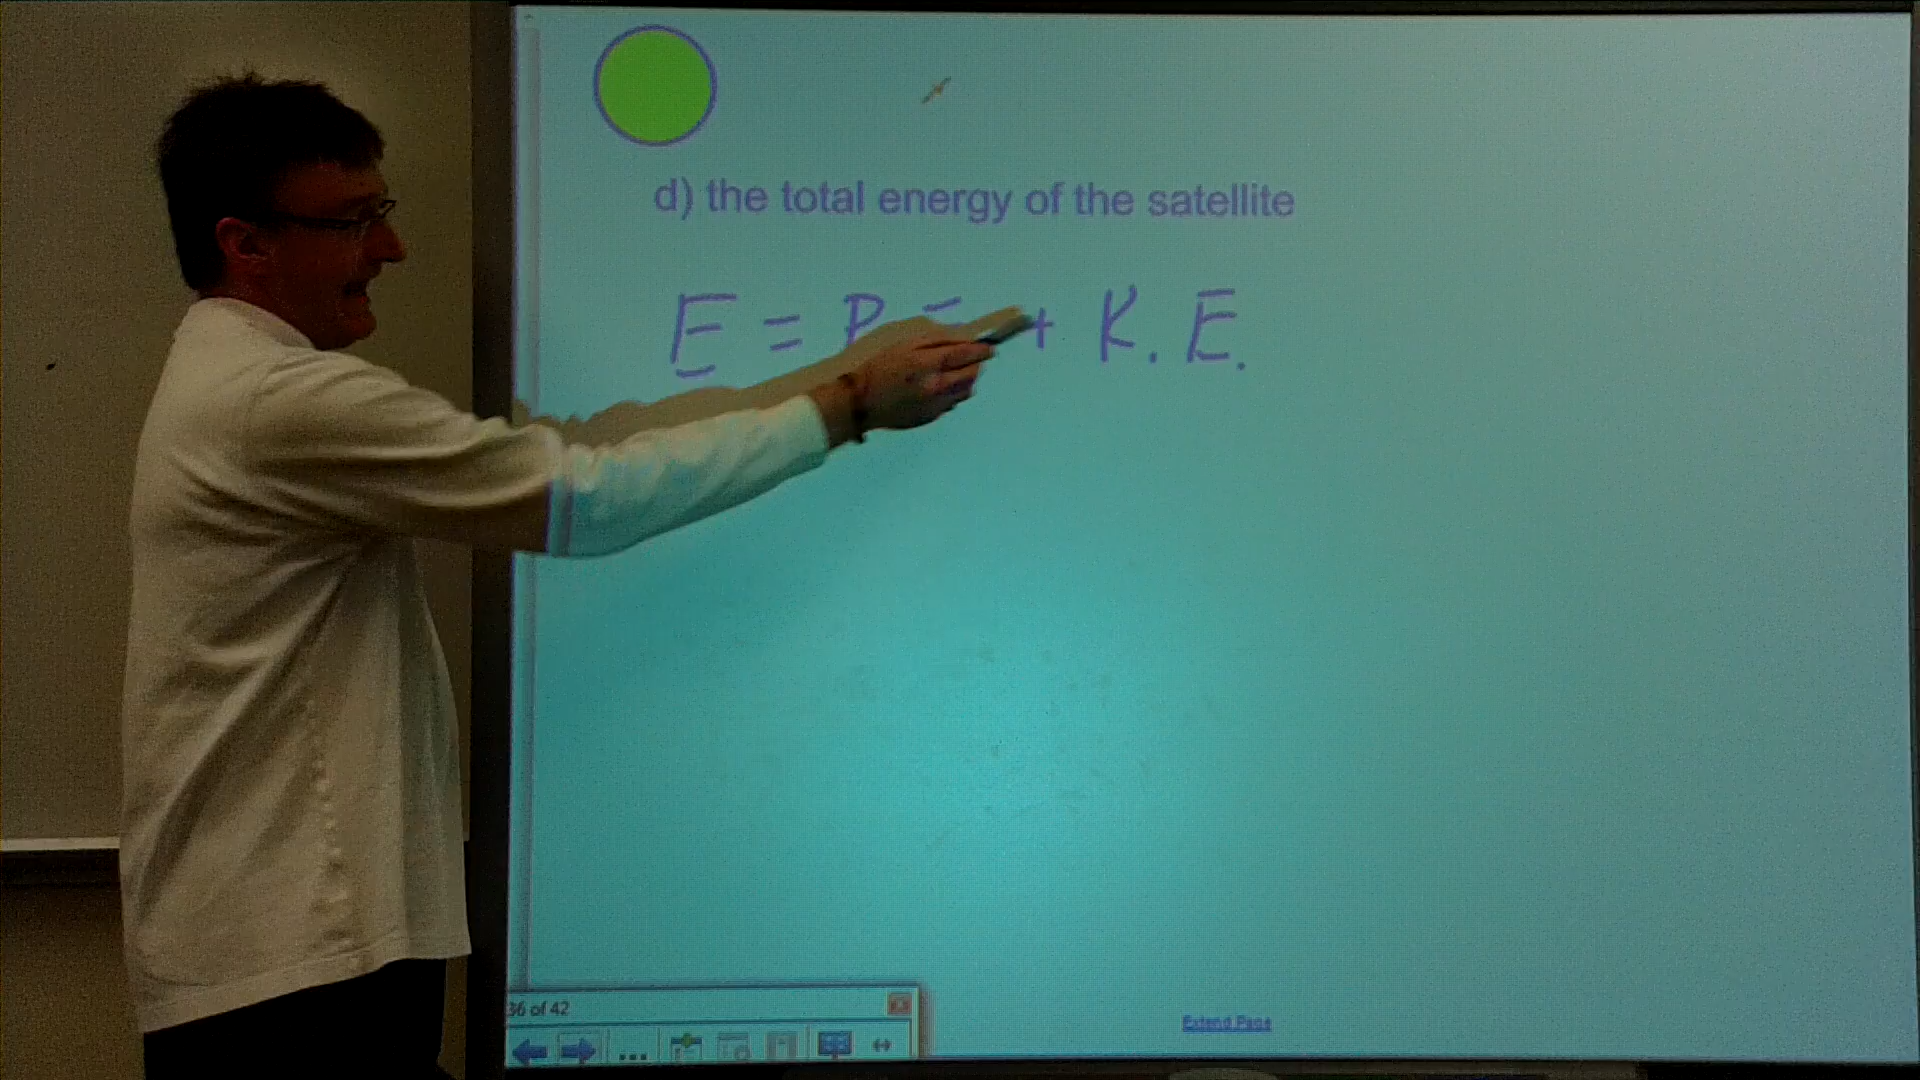 d) the total energy of the satellite
E = P.E + K.E.
36 of 42
Extend Page